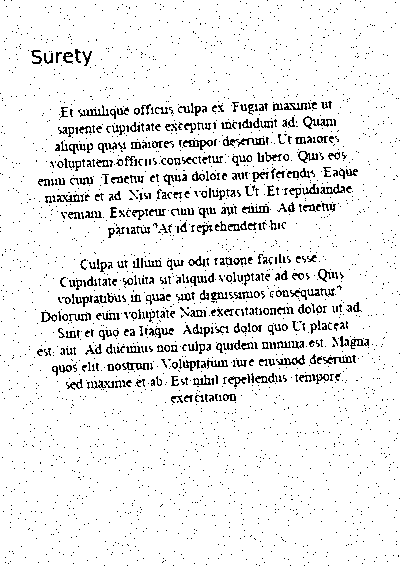 Surety
Et similique officiis culpa ex. Fugiat maxime ut
sapiente cupiditate excepturi incididunt ad. Quam
aliquip quasi maiores tempor deserunt. Ut maiores
voluptatem officiis consectetur, quo libero. Quis eos
enim cum. Tenetur et quia dolore aut perferendis. Eaque
maxime et ad. Nisi facere voluptas Ut. Et repudiandae
veniam. Excepteur cum qui aut enim. Ad tenetur
pariatur? At id reprehenderit hic
Culpa ut illum qui odit ratione facilis esse.
Cupiditate soluta sit aliquid voluptate ad eos. Quis
voluptatibus in quae sint dignissimos consequatur?
Dolorum eum voluptate Nam exercitationem dolor ut ad.
Sint et quo ea Itaque. Adipisci dolor quo Ut placeat
est, aut. Ad ducimus non culpa quidem minima est. Magna
quos elit, nostrum. Voluptatum iure eiusmod deserunt
sed maxime et ab. Est nihil repellendus, tempore
exercitation